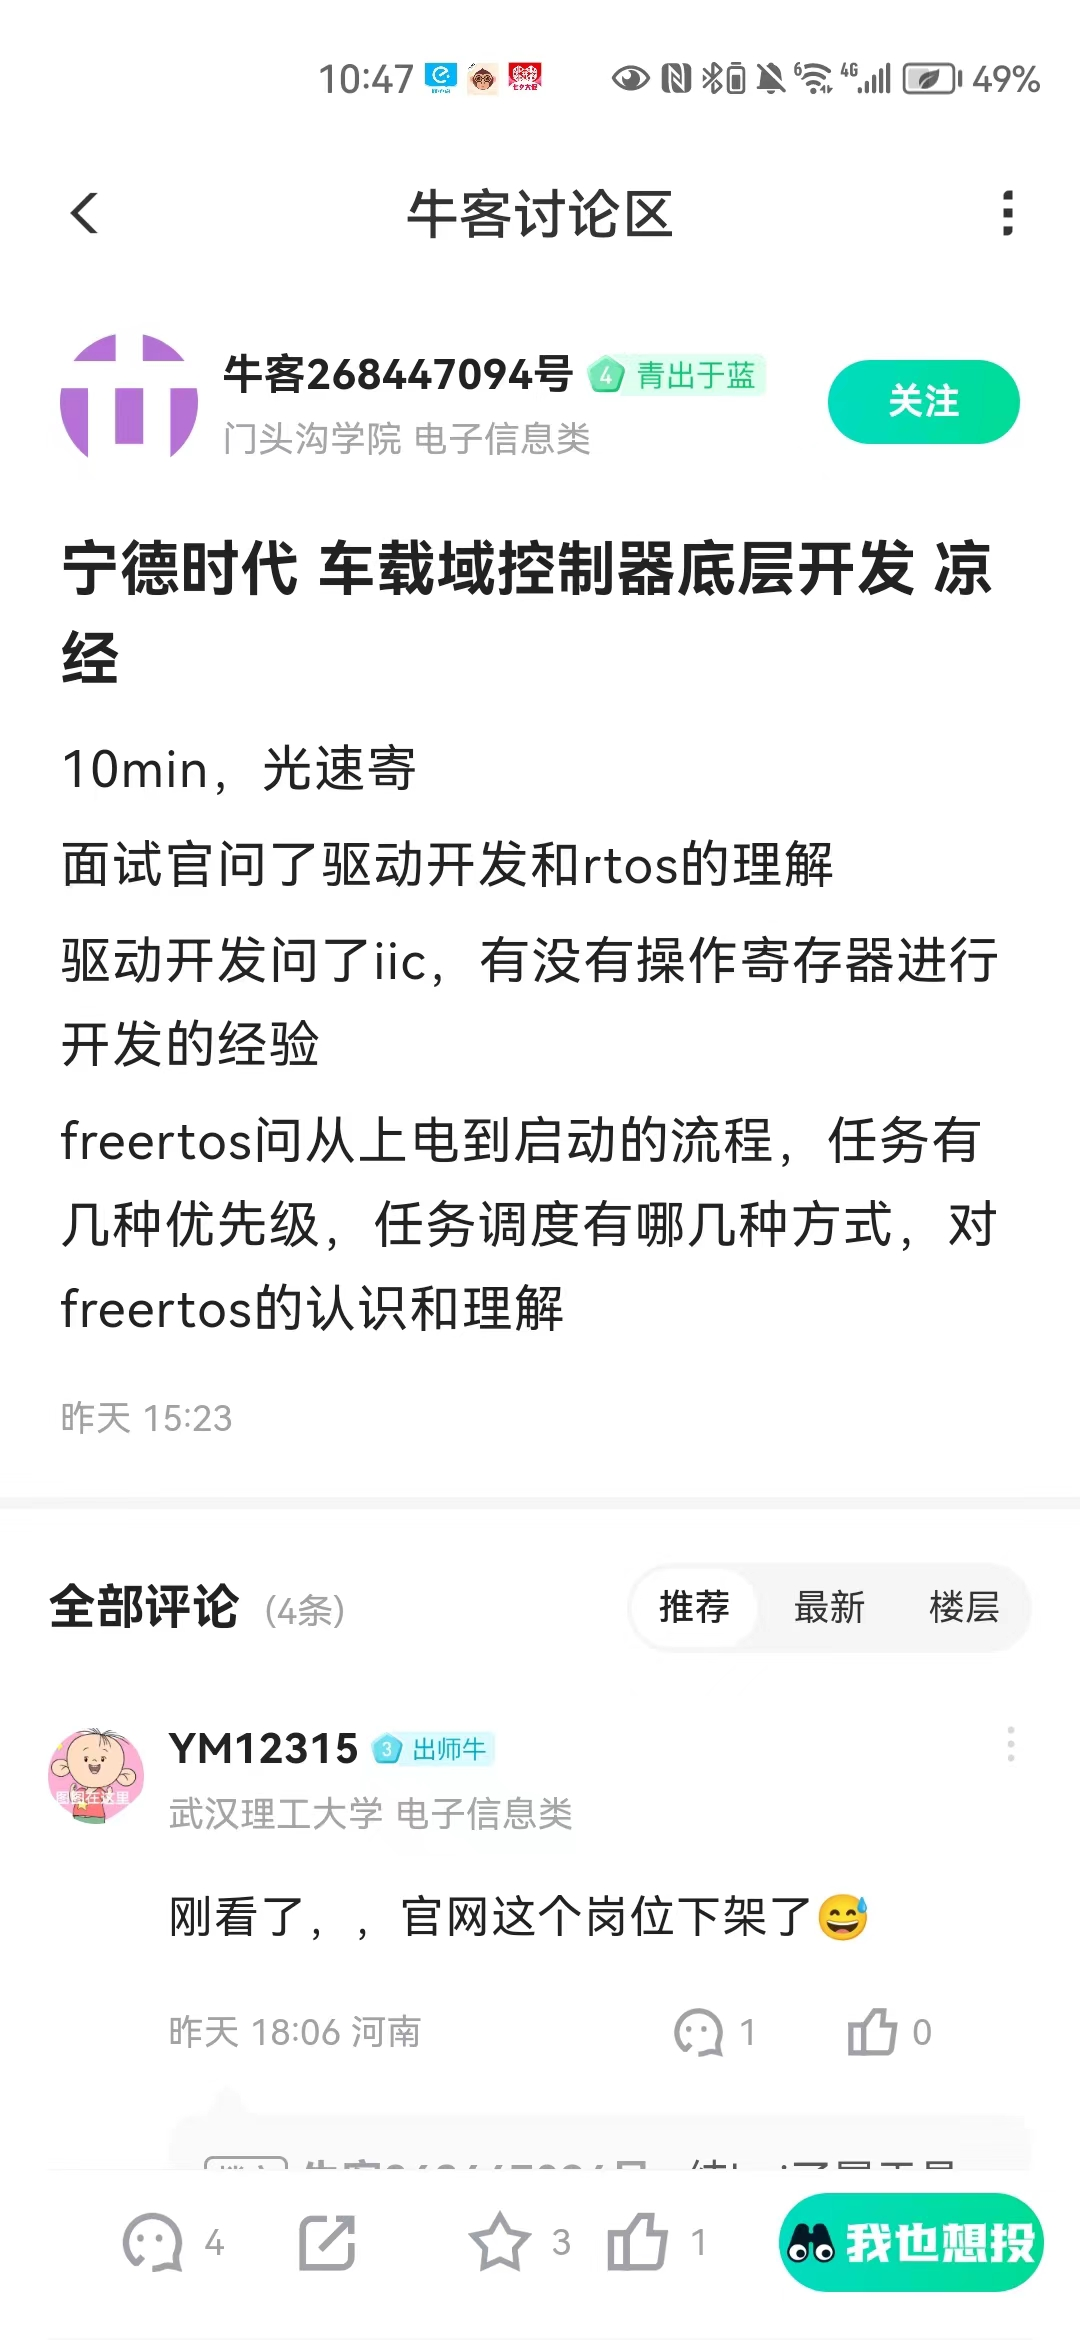 10:47
4G
49%
牛客讨论区
牛客268447094号 4 青出于蓝
门头沟学院 电子信息类
关注
宁德时代 车载域控制器底层开发 凉
经
10min，光速寄
面试官问了驱动开发和rtos的理解
驱动开发问了iic，有没有操作寄存器进行
开发的经验
freertos问从上电到启动的流程，任务有
几种优先级，任务调度有哪几种方式，对
freertos的认识和理解
昨天 15:23
全部评论 (4条)
推荐 最新 楼层
YM12315 3 出师牛
武汉理工大学 电子信息类
刚看了，，官网这个岗位下架了😅
昨天 18:06 河南
1
0
4
3
1
我也想投